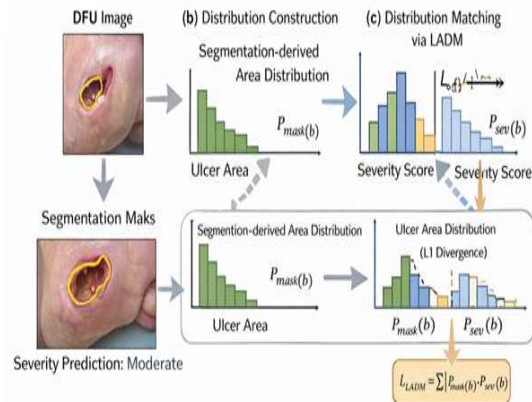 DFU Image
(b) Distribution Construction
(c) Distribution Matching
via LADM
Segmentation-derived
Area Distribution
P_mask(b)
Ulcer Area
P_sev(b)
Severity Score
Severity Score
Segmentation Maks
Segmention-derived Area Distribution
P_mask(b)
Ulcer Area
Ulcer Area Distribution
(L1 Divergence)
P_mask(b)
P_sev(b)
Severity Prediction: Moderate
L_LADM = ∑|P_mask(b)-P_sev(b)